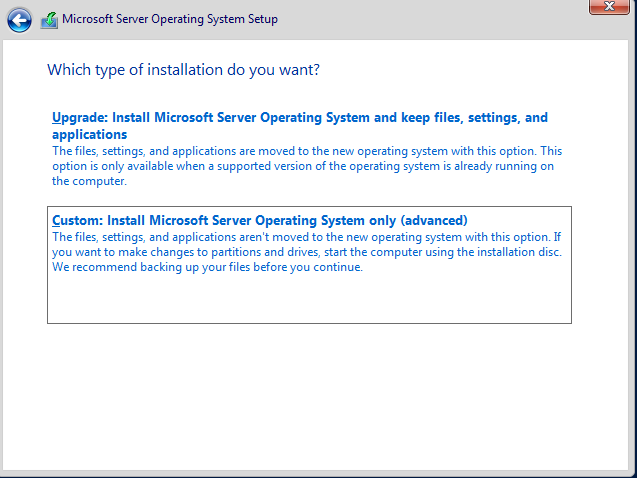 Microsoft Server Operating System Setup
Which type of installation do you want?
Upgrade: Install Microsoft Server Operating System and keep files, settings, and
applications
The files, settings, and applications are moved to the new operating system with this option. This
option is only available when a supported version of the operating system is already running on
the computer.
Custom: Install Microsoft Server Operating System only (advanced)
The files, settings, and applications aren't moved to the new operating system with this option. If
you want to make changes to partitions and drives, start the computer using the installation disc.
We recommend backing up your files before you continue.